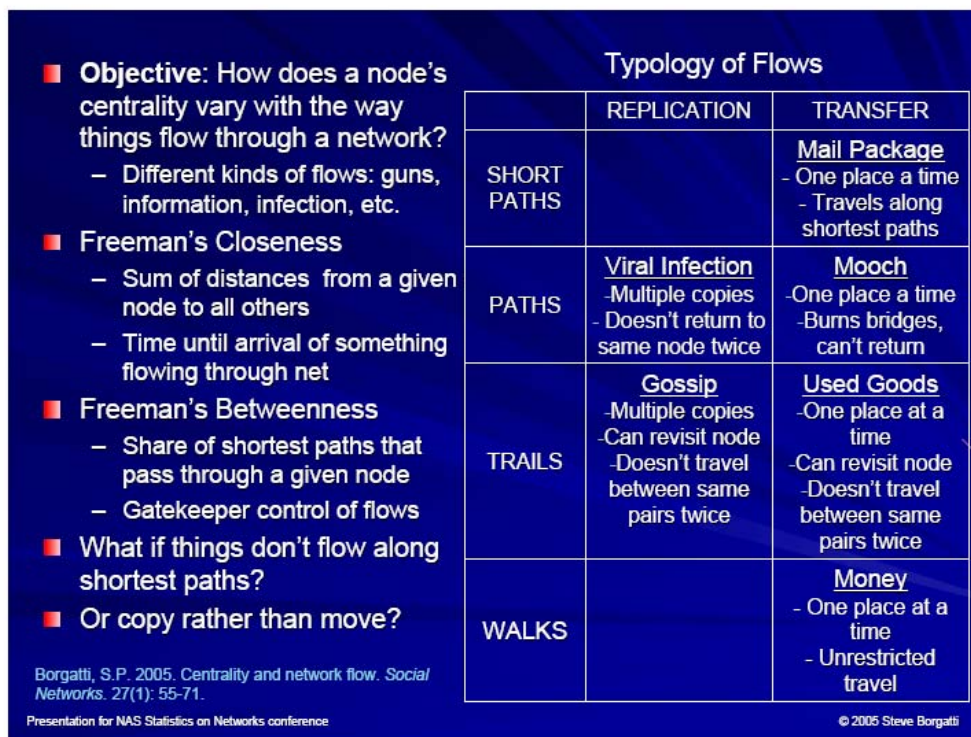 Objective: How does a node's
centrality vary with the way
things flow through a network?
– Different kinds of flows: guns,
information, infection, etc.
Freeman's Closeness
– Sum of distances from a given
node to all others
– Time until arrival of something
flowing through net
Freeman's Betweenness
– Share of shortest paths that
pass through a given node
– Gatekeeper control of flows
What if things don't flow along
shortest paths?
Or copy rather than move?
Borgatti, S.P. 2005. Centrality and network flow. Social
Networks. 27(1): 55-71.
Typology of Flows
REPLICATION
TRANSFER
SHORT
PATHS
Mail Package
- One place a time
- Travels along
shortest paths
PATHS
Viral Infection
-Multiple copies
- Doesn't return to
same node twice
Mooch
-One place a time
-Burns bridges,
can't return
TRAILS
Gossip
-Multiple copies
-Can revisit node
-Doesn't travel
between same
pairs twice
Used Goods
-One place at a
time
-Can revisit node
-Doesn't travel
between same
pairs twice
WALKS
Money
- One place at a
time
- Unrestricted
travel
Presentation for NAS Statistics on Networks conference
© 2005 Steve Borgatti